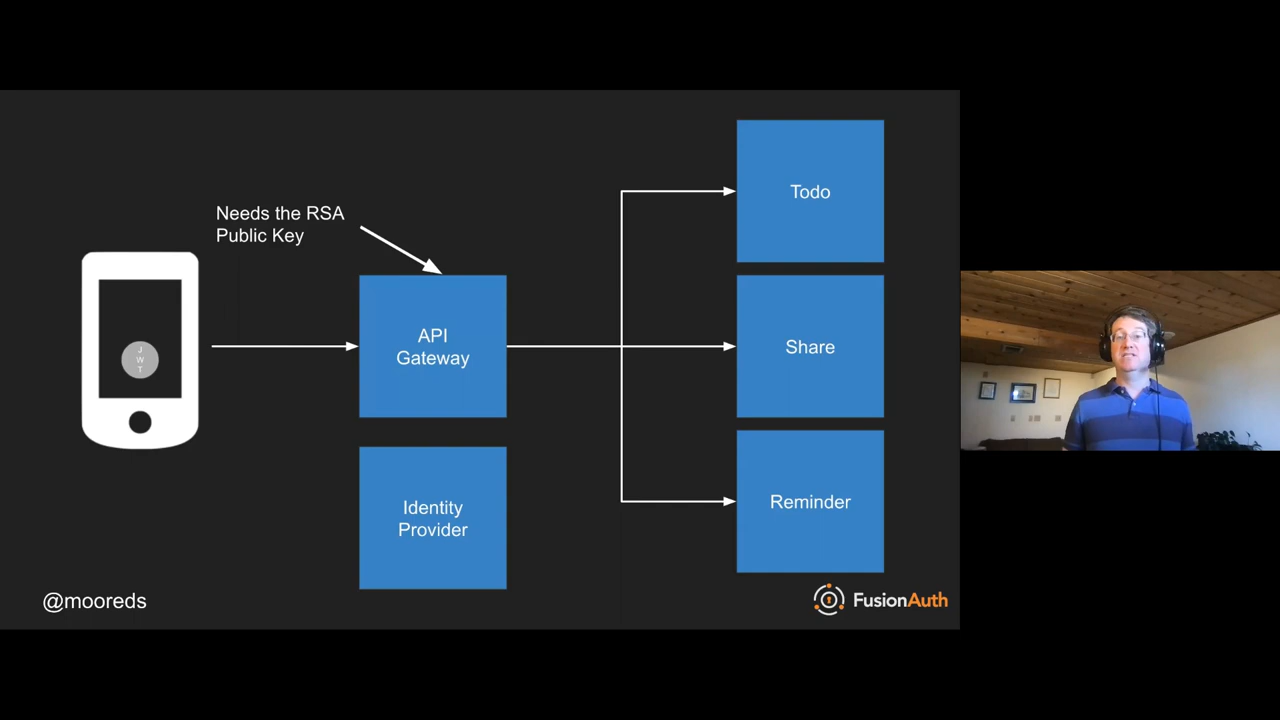 Needs the RSA
Public Key
J
W
T
API
Gateway
Identity
Provider
Todo
Share
Reminder
@mooreds
FusionAuth